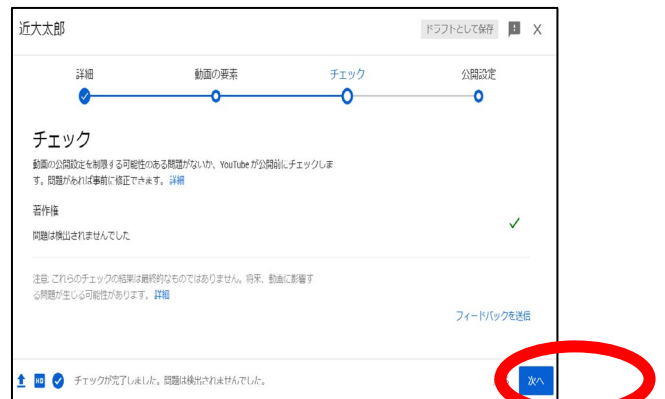 近大太郎
ドラフトとして保存
X
詳細 動画の要素 チェック 公開設定
チェック
動画の公開設定を制限する可能性のある問題がないか、YouTube が公開前にチェックしま
す。問題があれば事前に修正できます。 詳細
著作権
問題は検出されませんでした
注意: これらのチェックの結果は最終的なものではありません。将来、動画に影響す
る問題が生じる可能性があります。 詳細
フィードバックを送信
HD チェックが完了しました。問題は検出されませんでした。
次へ